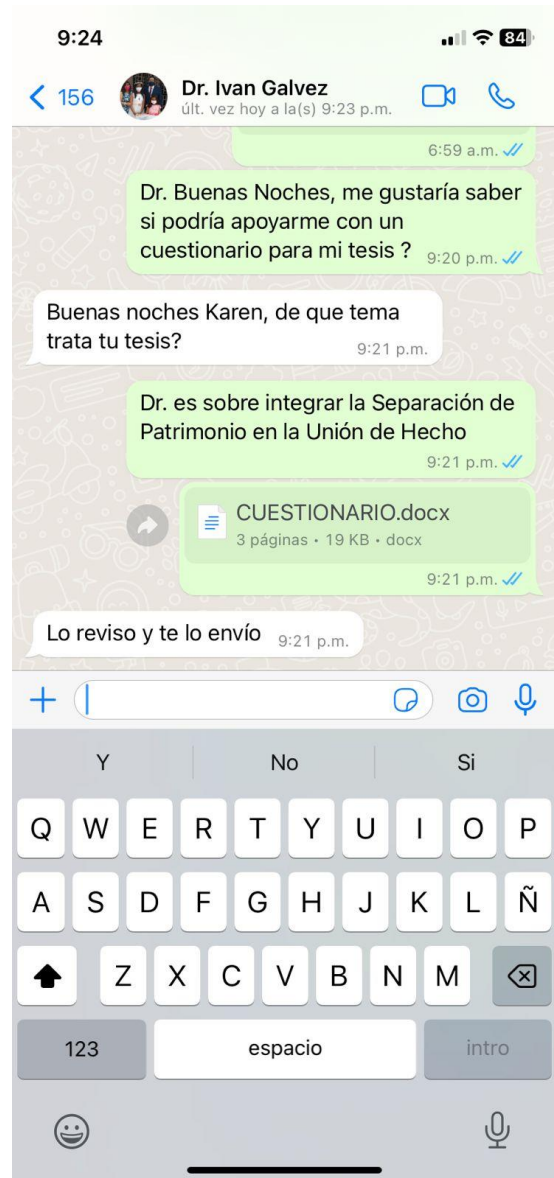 9:24
84
156
Dr. Ivan Galvez
últ. vez hoy a la(s) 9:23 p.m.
6:59 a.m.
Dr. Buenas Noches, me gustaría saber
si podría apoyarme con un
cuestionario para mi tesis ?
9:20 p.m.
Buenas noches Karen, de que tema
trata tu tesis?
9:21 p.m.
Dr. es sobre integrar la Separación de
Patrimonio en la Unión de Hecho
9:21 p.m.
CUESTIONARIO.docx
3 páginas • 19 KB • docx
9:21 p.m.
Lo reviso y te lo envío
9:21 p.m.
Y No Si
Q W E R T Y U I O P
A S D F G H J K L Ñ
Z X C V B N M
123 espacio intro